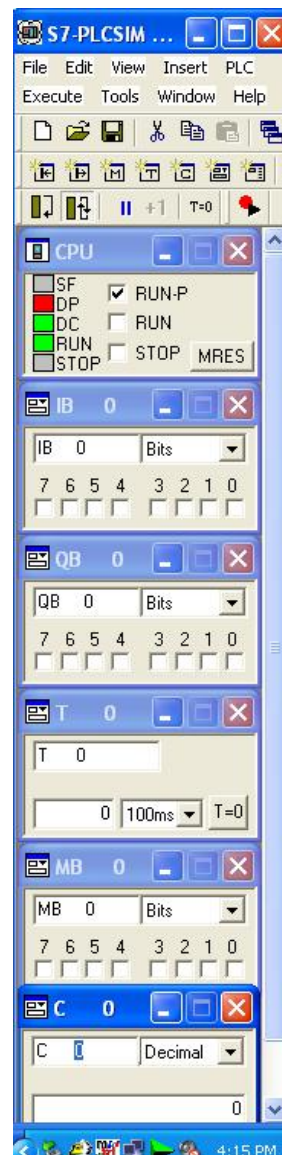 S7-PLCSIM ...
File Edit View Insert PLC
Execute Tools Window Help
+1 T=0
CPU
SF
DP
DC
RUN
STOP
RUN-P
RUN
STOP MRES
IB 0
IB 0 Bits
7 6 5 4 3 2 1 0
QB 0
QB 0 Bits
7 6 5 4 3 2 1 0
T 0
T 0
0 100ms T=0
MB 0
MB 0 Bits
7 6 5 4 3 2 1 0
C 0
C 0 Decimal
0
4:15 PM